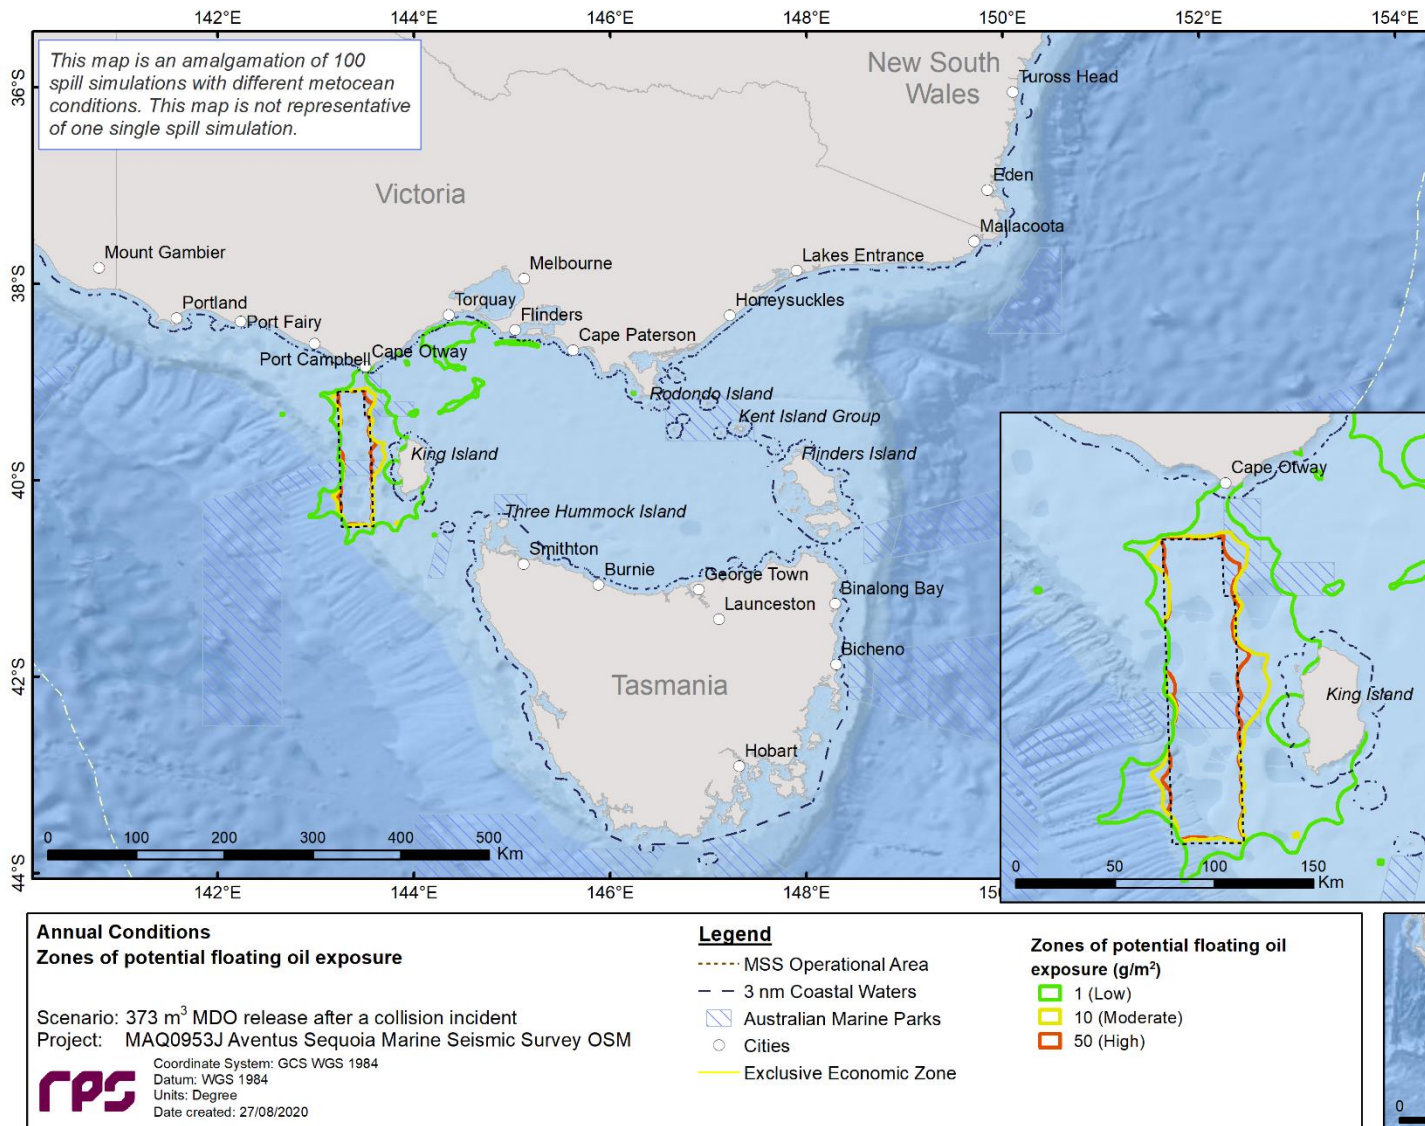 142°E
144°E
146°E
148°E
150°E
152°E
154°E
36°S
38°S
40°S
42°S
44°S
This map is an amalgamation of 100
spill simulations with different metocean
conditions. This map is not representative
of one single spill simulation.
New South
Wales
Tuross Head
Victoria
Eden
Mallacoota
Mount Gambier
Melbourne
Lakes Entrance
Portland
Torquay
Honeysuckles
Port Fairy
Flinders
Cape Paterson
Port Campbell
Cape Otway
Rodondo Island
Kent Island Group
King Island
Flinders Island
Three Hummock Island
Smithton
Burnie
George Town
Launceston
Binalong Bay
Bicheno
Tasmania
Hobart
0 100 200 300 400 500
Km
Cape Otway
King Island
0 50 100 150
Km
Annual Conditions
Zones of potential floating oil exposure
Scenario: 373 m³ MDO release after a collision incident
Project: MAQ0953J Aventus Sequoia Marine Seismic Survey OSM
rps
Coordinate System: GCS WGS 1984
Datum: WGS 1984
Units: Degree
Date created: 27/08/2020
Legend
MSS Operational Area
3 nm Coastal Waters
Australian Marine Parks
Cities
Exclusive Economic Zone
Zones of potential floating oil
exposure (g/m²)
1 (Low)
10 (Moderate)
50 (High)
0